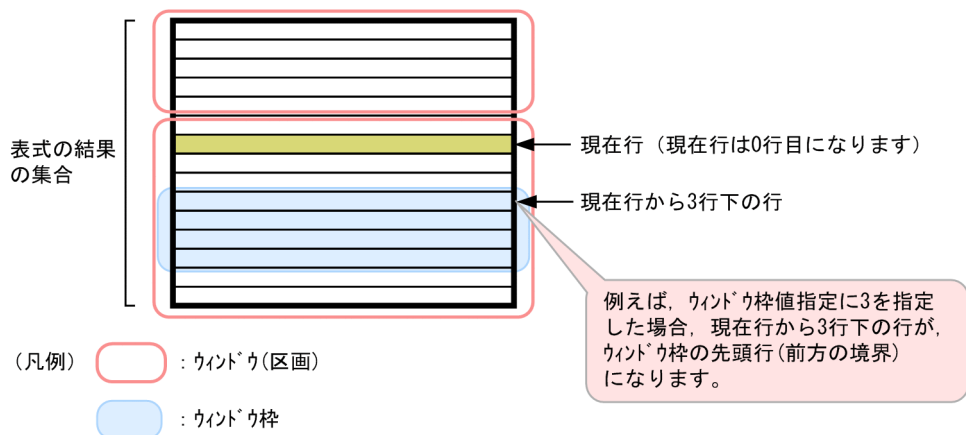 表式の結果
の集合
現在行（現在行は0行目になります）
現在行から3行下の行
例えば，ｳｨﾝﾄﾞｳ枠値指定に3を指定
した場合，現在行から3行下の行が，
ｳｨﾝﾄﾞｳ枠の先頭行(前方の境界)
になります。
（凡例）
：ｳｨﾝﾄﾞｳ(区画)
：ｳｨﾝﾄﾞｳ枠